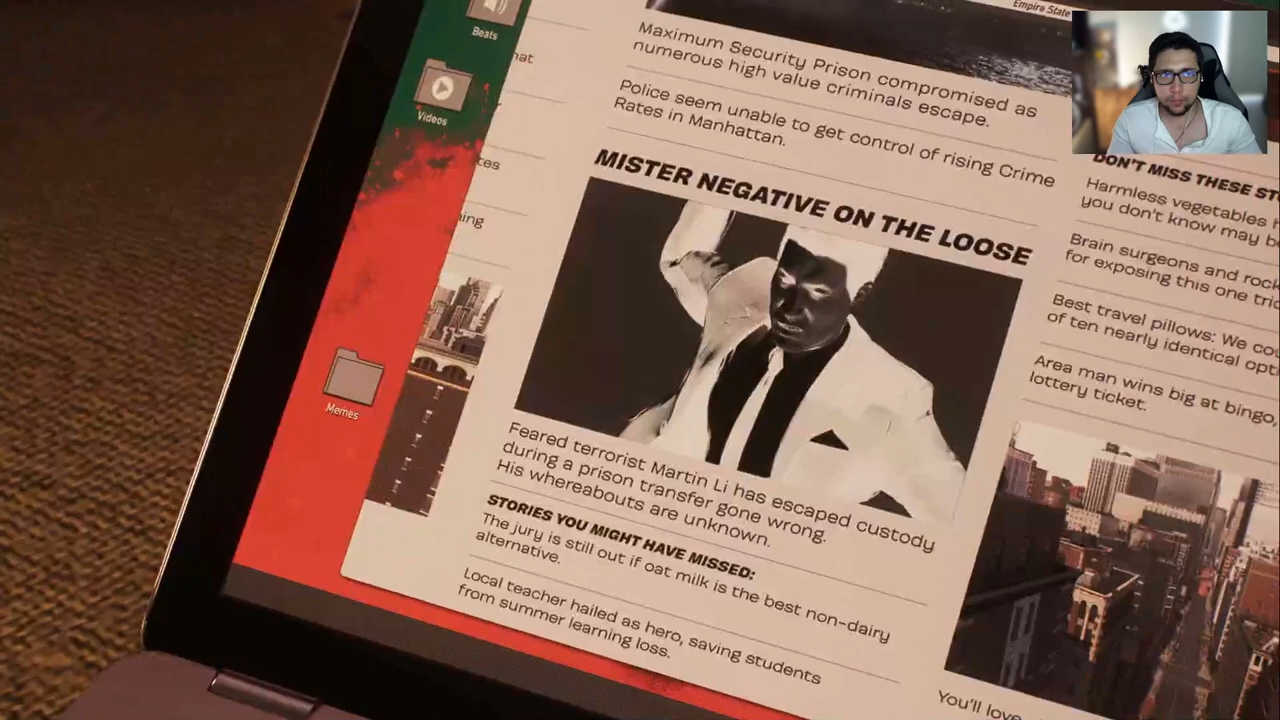 Beats
Videos
Memes
Empire State
Maximum Security Prison compromised as
numerous high value criminals escape.
Police seem unable to get control of rising Crime
Rates in Manhattan.
MISTER NEGATIVE ON THE LOOSE
Feared terrorist Martin Li has escaped custody
during a prison transfer gone wrong.
His whereabouts are unknown.
STORIES YOU MIGHT HAVE MISSED:
The jury is still out if oat milk is the best non-dairy
alternative.
Local teacher hailed as hero, saving students
from summer learning loss.
DON'T MISS THESE
Harmless vegetables
you don't know may
Brain surgeons and
for exposing this one
Best travel pillows: We
of ten nearly identical
Area man wins big at bingo,
lottery ticket.
You'll love